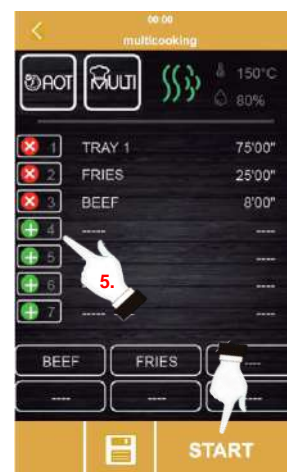 00:00
multicooking
AOT MULTI 150°C
80%
1 TRAY 1 75'00"
2 FRIES 25'00"
3 BEEF 8'00"
4 ----- ----
5 ----
6 ----- ----
7 ----- ----
5.
BEEF FRIES ----
---- ---- ----
START